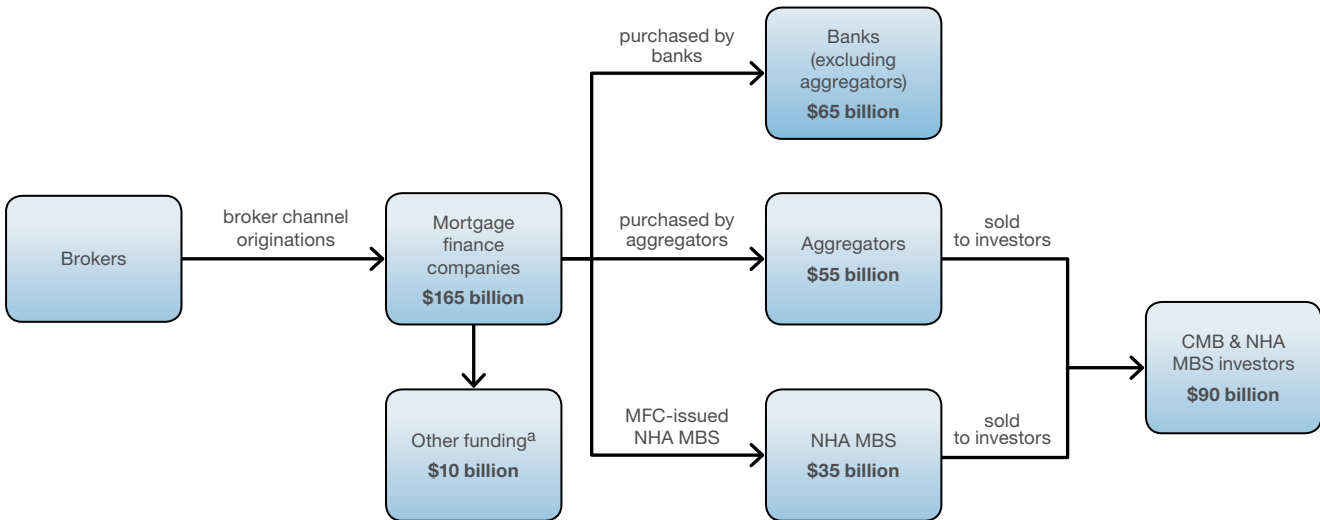 purchased by
banks
Banks
(excluding
aggregators)
$65 billion
Brokers
broker channel
originations
Mortgage
finance
companies
$165 billion
purchased by
aggregators
Aggregators
$55 billion
sold
to investors
CMB & NHA
MBS investors
$90 billion
Other fundingᵃ
$10 billion
MFC-issued
NHA MBS
NHA MBS
$35 billion
sold
to investors